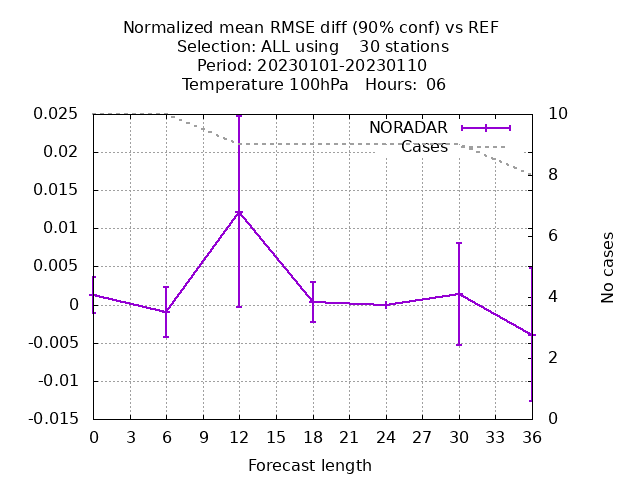 Normalized mean RMSE diff (90% conf) vs REF
Selection: ALL using    30 stations
Period: 20230101-20230110
Temperature 100hPa   Hours:  06
0.025
0.02
0.015
0.01
0.005
0
-0.005
-0.01
-0.015
NORADAR
Cases
10
8
6
4
2
0
No cases
0 3 6 9 12 15 18 21 24 27 30 33 36
Forecast length